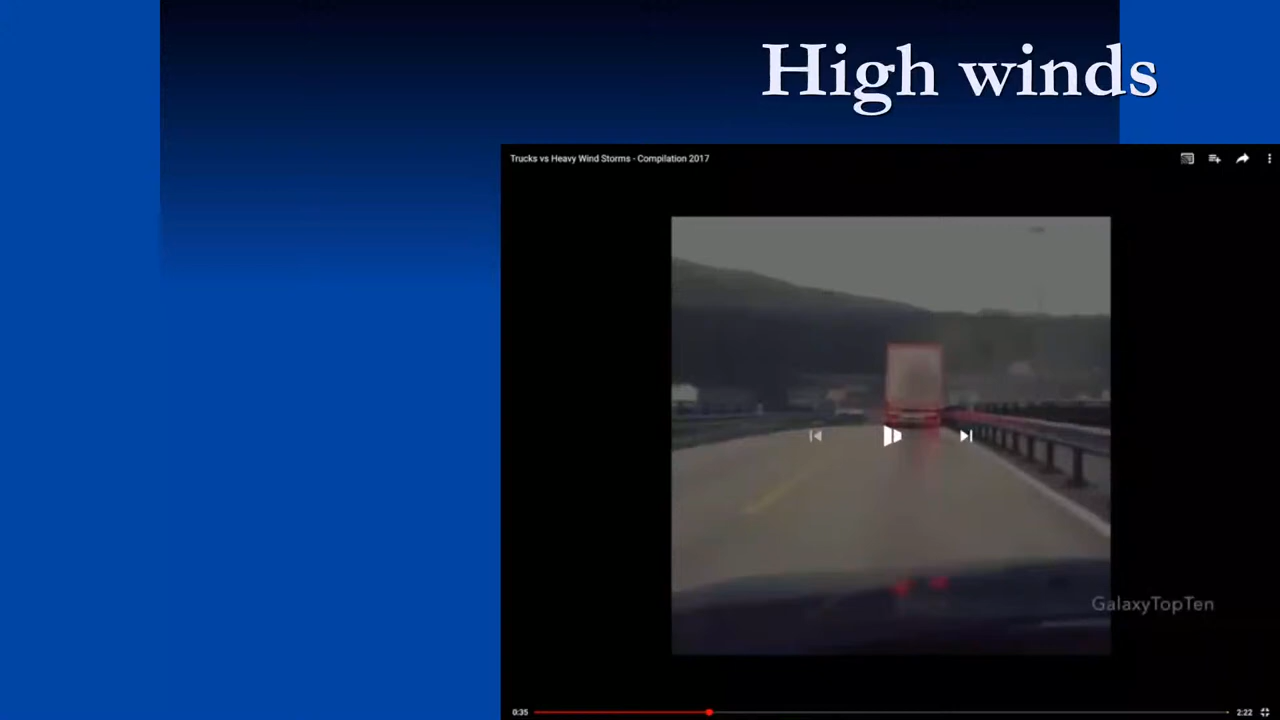 High winds
Trucks vs Heavy Wind Storms - Compilation 2017
GalaxyTopTen
0:35
2:22